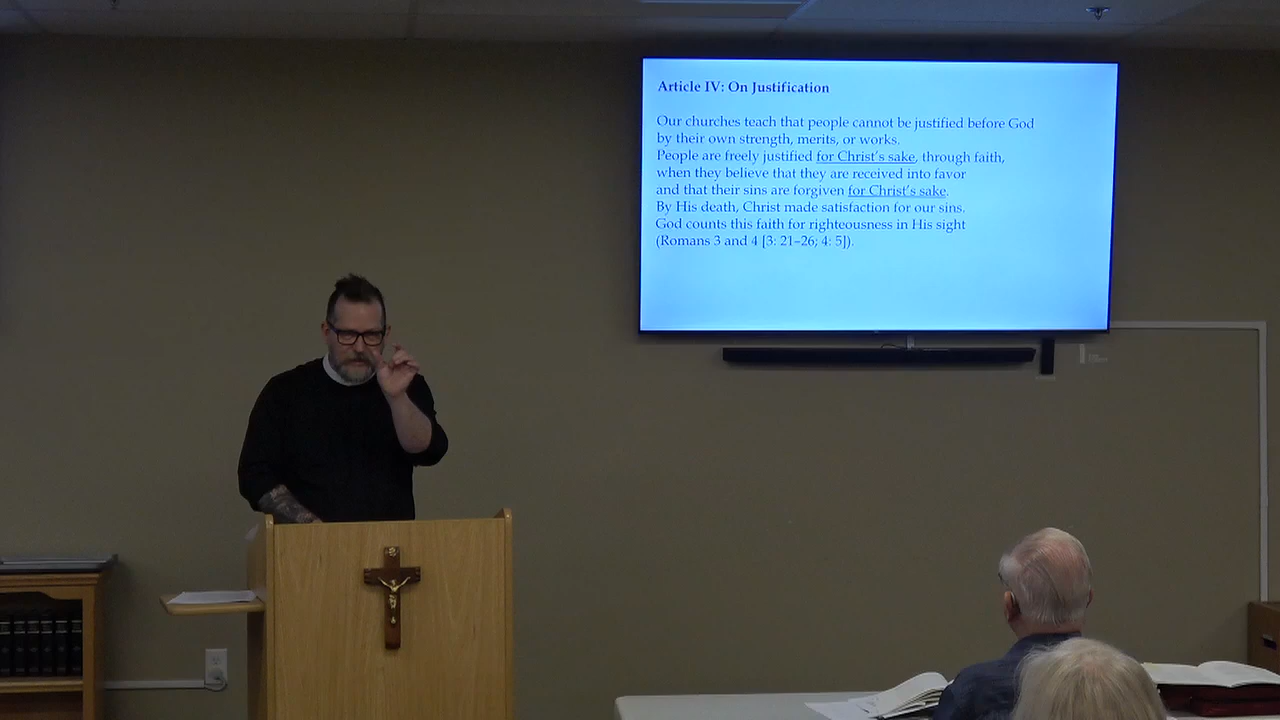 Article IV: On Justification
Our churches teach that people cannot be justified before God
by their own strength, merits, or works.
People are freely justified for Christ's sake, through faith,
when they believe that they are received into favor
and that their sins are forgiven for Christ's sake.
By His death, Christ made satisfaction for our sins.
God counts this faith for righteousness in His sight
(Romans 3 and 4 [3: 21–26; 4: 5]).